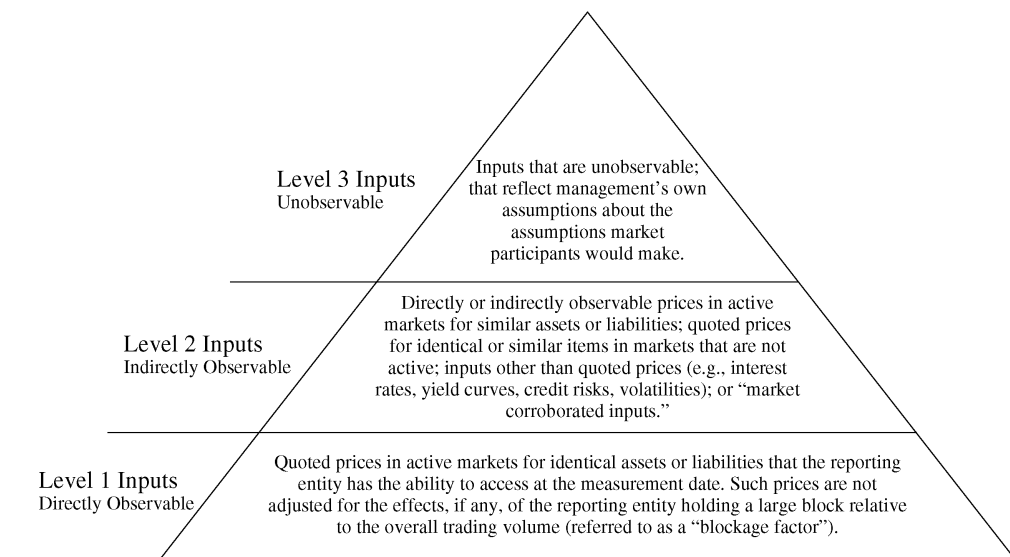 Level 3 Inputs
Unobservable
Inputs that are unobservable;
that reflect management’s own
assumptions about the
assumptions market
participants would make.
Level 2 Inputs
Indirectly Observable
Directly or indirectly observable prices in active
markets for similar assets or liabilities; quoted prices
for identical or similar items in markets that are not
active; inputs other than quoted prices (e.g., interest
rates, yield curves, credit risks, volatilities); or “market
corroborated inputs.”
Level 1 Inputs
Directly Observable
Quoted prices in active markets for identical assets or liabilities that the reporting
entity has the ability to access at the measurement date. Such prices are not
adjusted for the effects, if any, of the reporting entity holding a large block relative
to the overall trading volume (referred to as a “blockage factor”).